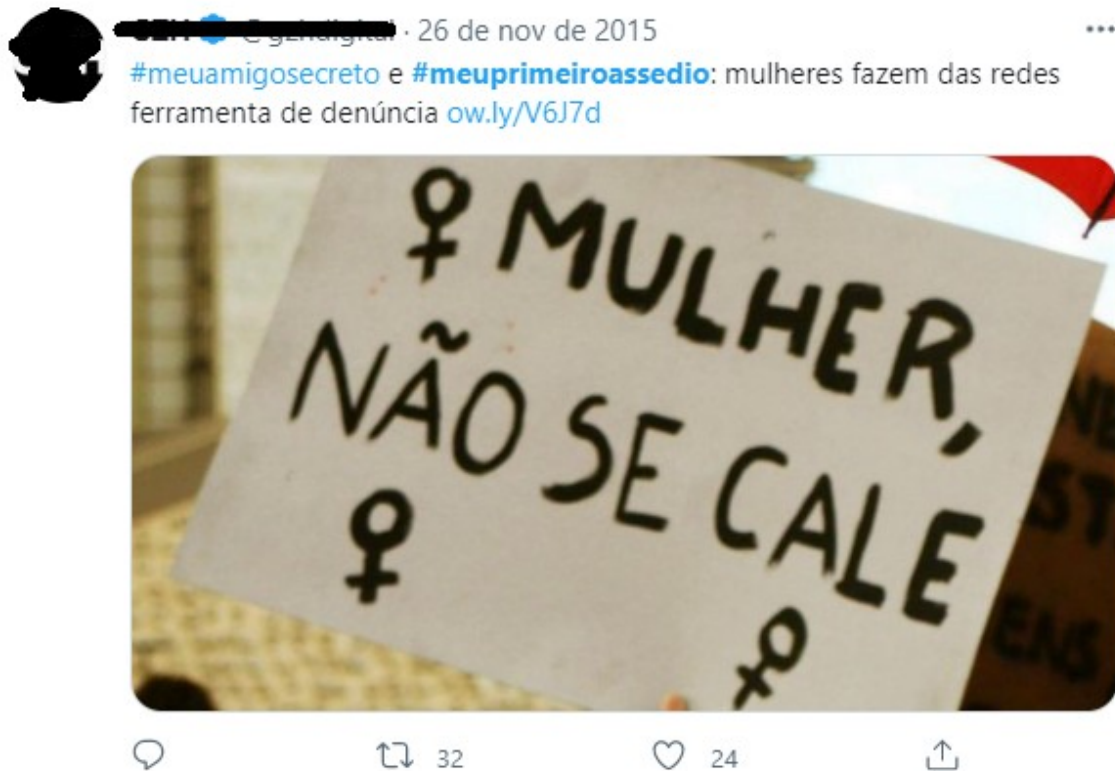 · 26 de nov de 2015
#meuamigosecreto e #meuprimeiroassedio: mulheres fazem das redes
ferramenta de denúncia ow.ly/V6J7d
MULHER,
NÃO SE CALE
32 24